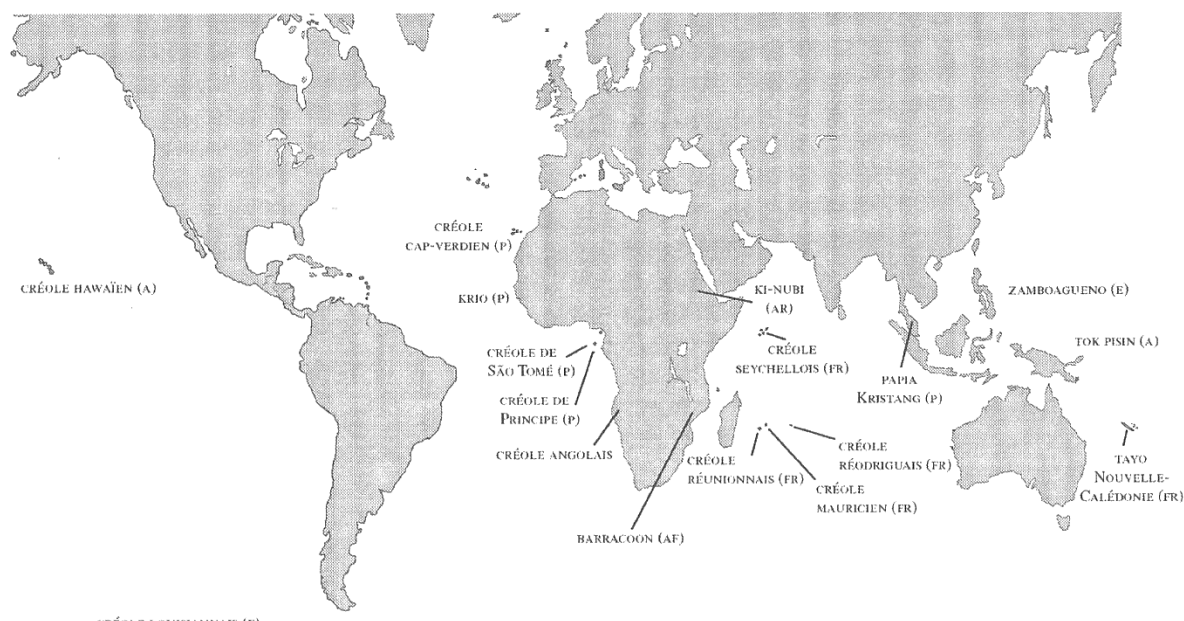 CRÉOLE
CAP-VERDIEN (P)
CRÉOLE HAWAÏEN (A)
KRIO (P)
KI-NUBI
(AR)
ZAMBOAGUENO (E)
CRÉOLE DE
SÃO TOMÉ (P)
CRÉOLE
SEYCHELLOIS (FR)
TOK PISIN (A)
PAPIA
KRISTANG (P)
CRÉOLE DE
PRINCIPE (P)
CRÉOLE ANGOLAIS
CRÉOLE
RÉUNIONNAIS (FR)
CRÉOLE
RÉODRIGUAIS (FR)
CRÉOLE
MAURICIEN (FR)
TAYO
NOUVELLE-
CALÉDONIE (FR)
BARRACOON (AF)